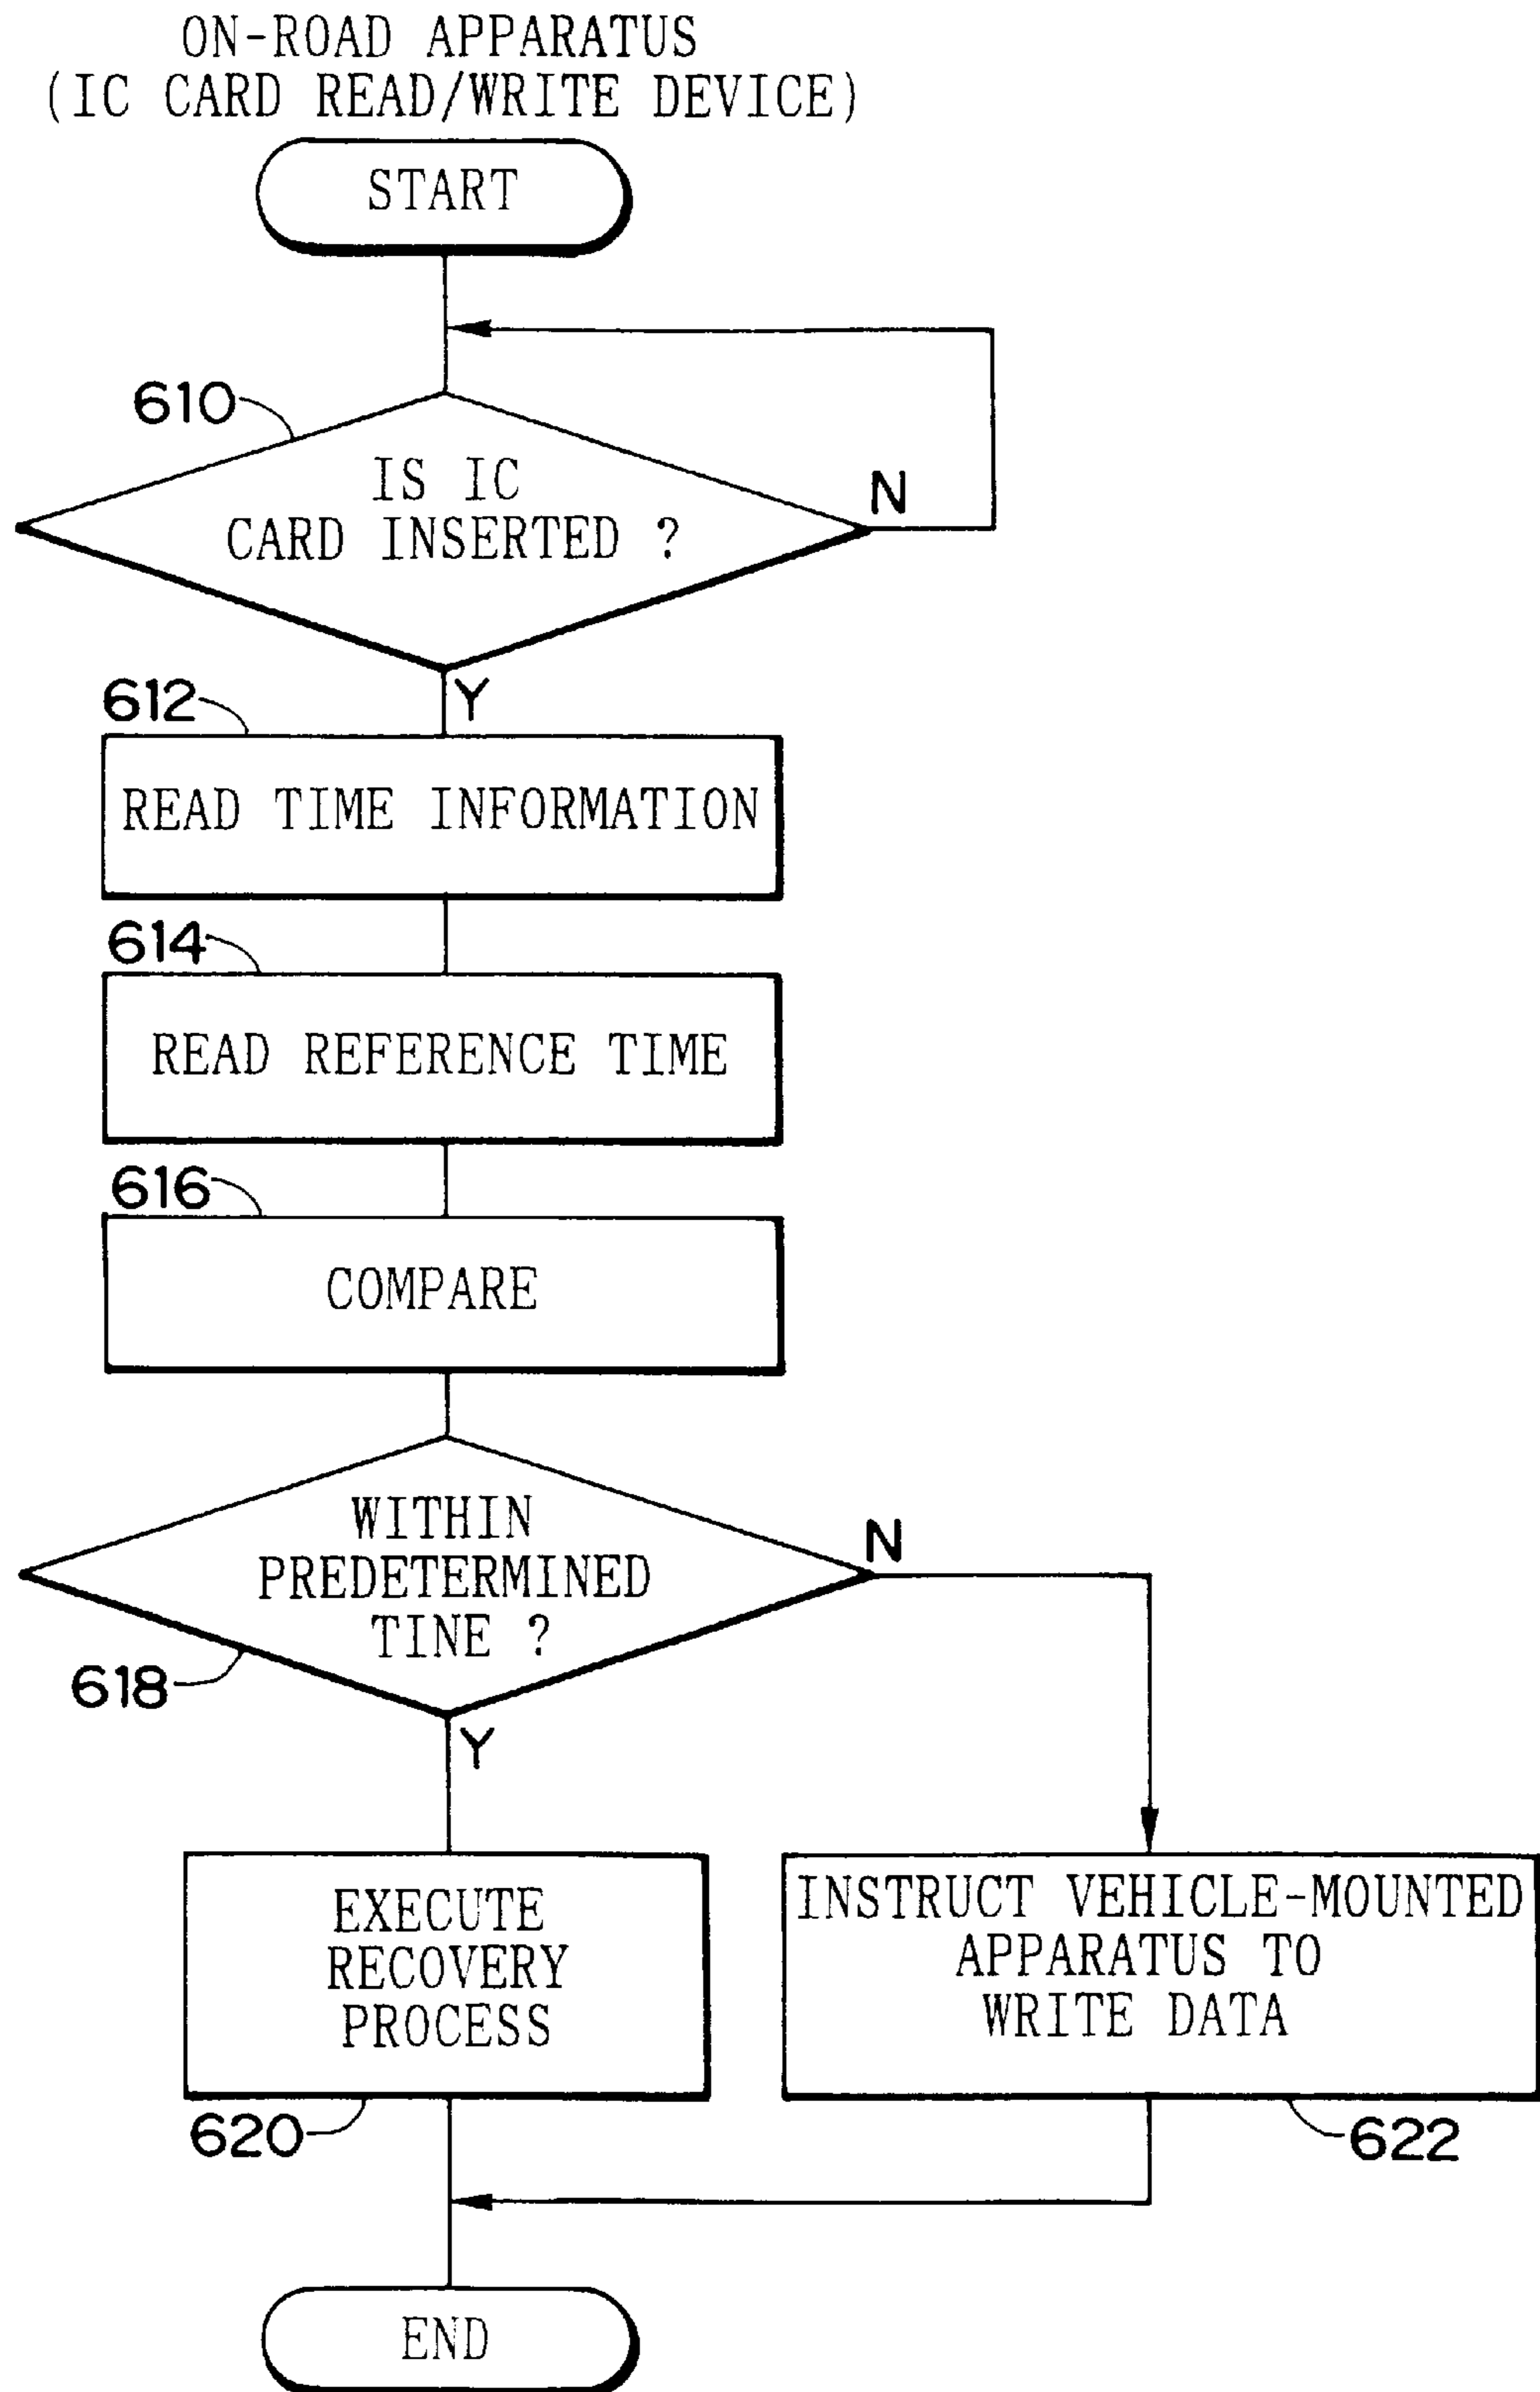 ON-ROAD APPARATUS
(IC CARD READ/WRITE DEVICE)
START
610
IS IC
CARD INSERTED ?
N
Y
612
READ TIME INFORMATION
614
READ REFERENCE TIME
616
COMPARE
WITHIN
PREDETERMINED
TINE ?
N
618
Y
EXECUTE
RECOVERY
PROCESS
INSTRUCT VEHICLE-MOUNTED
APPARATUS TO
WRITE DATA
620
622
END